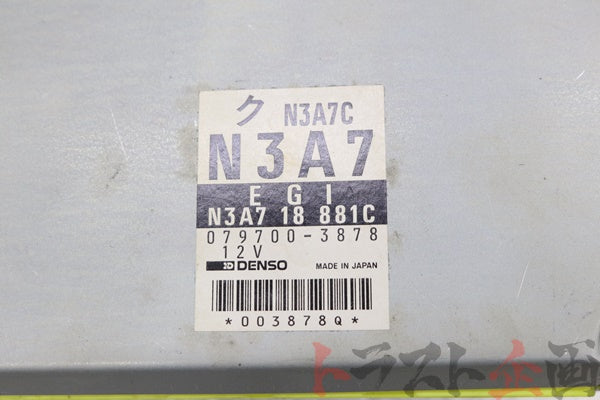 ク N3A7C
N3A7
EGI
N3A7 18 881C
079700-3878
12V
DENSO MADE IN JAPAN
*003878Q*
トラスト企画